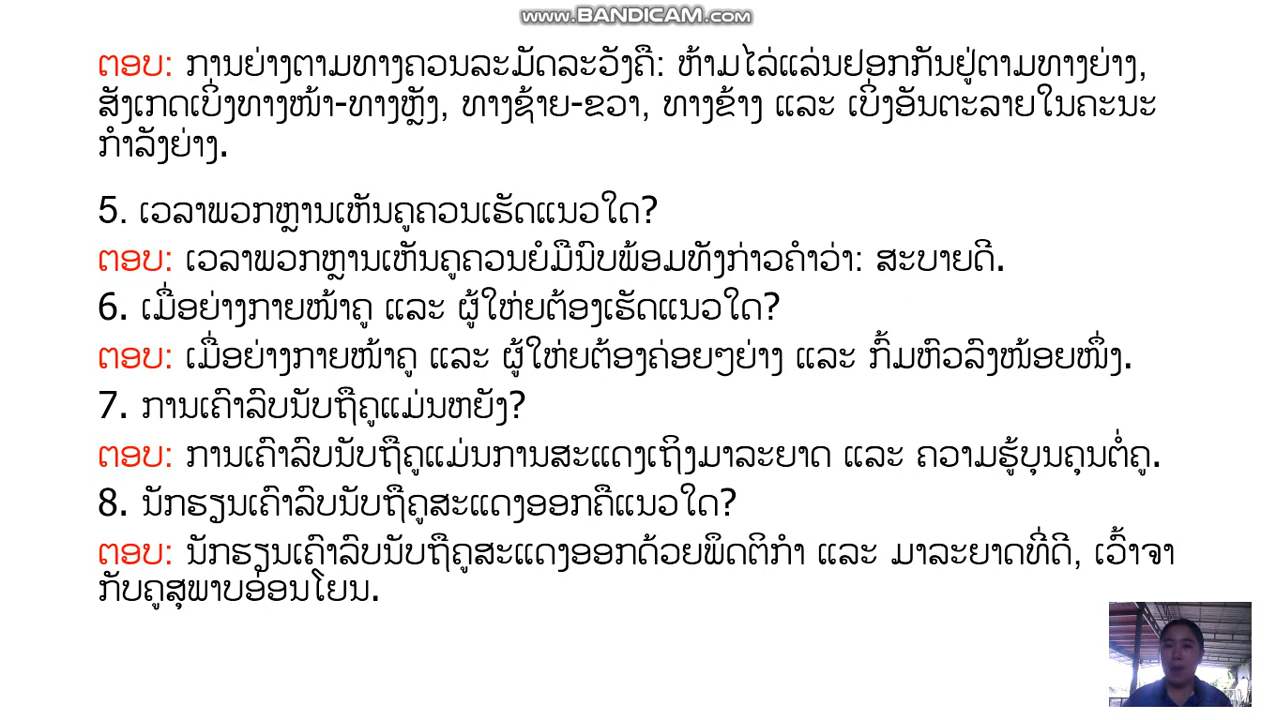 www.BANDICAM.com
ຕອບ: ການຍ່າງຕາມທາງຄວນລະມັດລະວັງຄື: ຫ້າມໄລ່ແລ່ນຢອກກັນຢູ່ຕາມທາງຍ່າງ,
ສັງເກດເບິ່ງທາງໜ້າ-ທາງຫຼັງ, ທາງຊ້າຍ-ຂວາ, ທາງຂ້າງ ແລະ ເບິ່ງອັນຕະລາຍໃນຄະນະ
ກໍາລັງຍ່າງ.
5. ເວລາພວກຫຼານເຫັນຄູຄວນເຮັດແນວໃດ?
ຕອບ: ເວລາພວກຫຼານເຫັນຄູຄວນຍໍມືນົບພ້ອມທັງກ່າວຄໍາວ່າ: ສະບາຍດີ.
6. ເມື່ອຍ່າງກາຍໜ້າຄູ ແລະ ຜູ້ໃຫ່ຍຕ້ອງເຮັດແນວໃດ?
ຕອບ: ເມື່ອຍ່າງກາຍໜ້າຄູ ແລະ ຜູ້ໃຫ່ຍຕ້ອງຄ່ອຍໆຍ່າງ ແລະ ກົ້ມຫົວລົງໜ້ອຍໜຶ່ງ.
7. ການເຄົາລົບນັບຖືຄູແມ່ນຫຍັງ?
ຕອບ: ການເຄົາລົບນັບຖືຄູແມ່ນການສະແດງເຖິງມາລະຍາດ ແລະ ຄວາມຮູ້ບຸນຄຸນຕໍ່ຄູ.
8. ນັກຮຽນເຄົາລົບນັບຖືຄູສະແດງອອກຄືແນວໃດ?
ຕອບ: ນັກຮຽນເຄົາລົບນັບຖືຄູສະແດງອອກດ້ວຍພຶດຕິກໍາ ແລະ ມາລະຍາດທີ່ດີ, ເວົ້າຈາ
ກັບຄູສຸພາບອ່ອນໂຍນ.